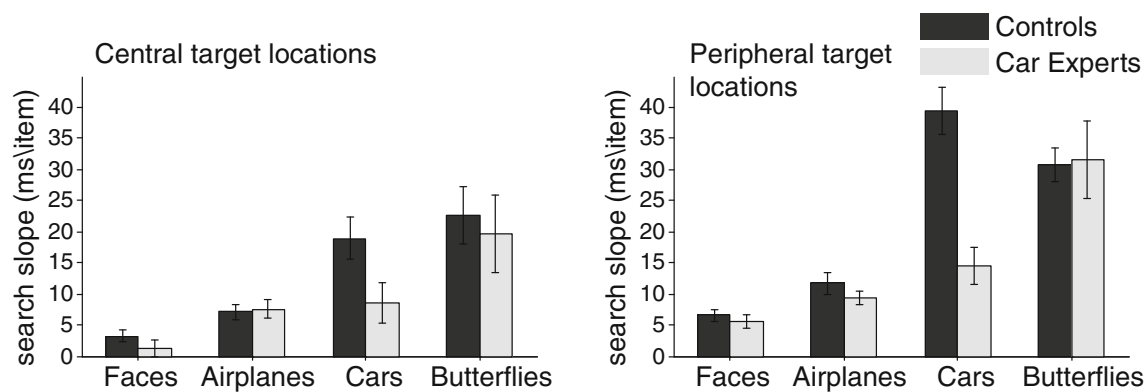 Central target locations
search slope (ms\item)
40
35
30
25
20
15
10
5
0
Faces Airplanes Cars Butterflies
Peripheral target
locations
Controls
Car Experts
search slope (ms\item)
40
35
30
25
20
15
10
5
0
Faces Airplanes Cars Butterflies